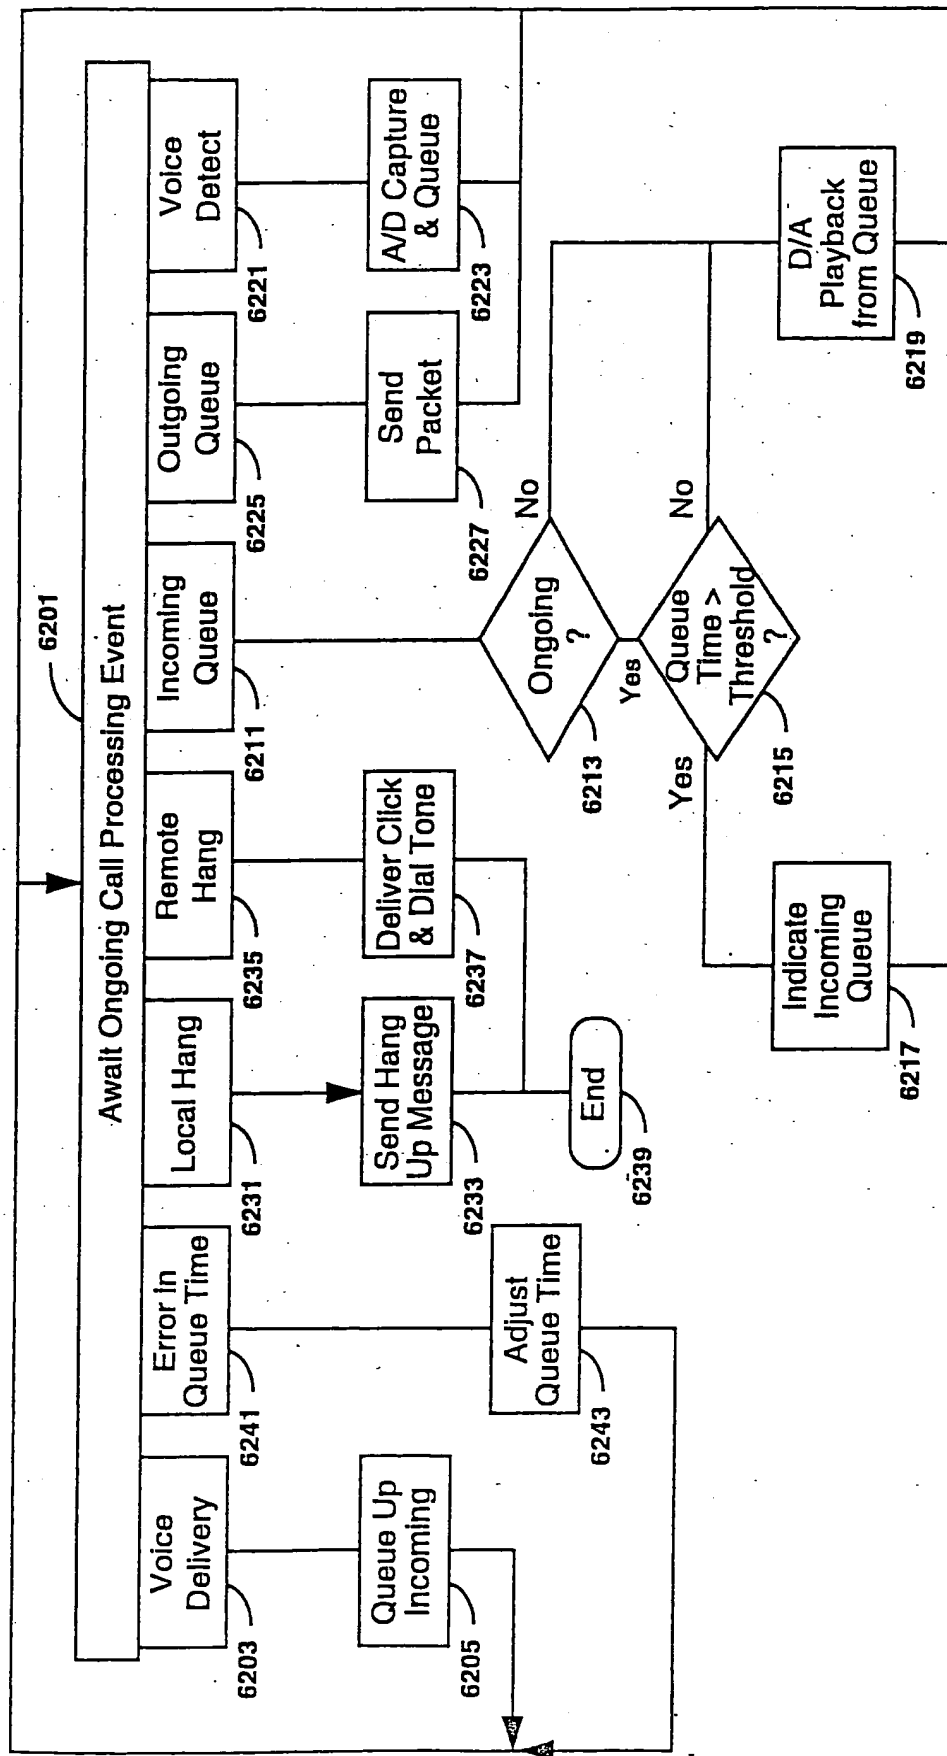 6201
Await Ongoing Call Processing Event
Voice
Delivery
6203
Error in
Queue Time
6241
Local Hang
6231
Remote
Hang
6235
Incoming
Queue
6211
Outgoing
Queue
6225
Voice
Detect
6221
Queue Up
Incoming
6205
Adjust
Queue Time
6243
Send Hang
Up Message
6233
Deliver Click
& Dial Tone
6237
Send
Packet
6227
A/D Capture
& Queue
6223
End
6239
Ongoing
?
6213
No
Yes
Queue
Time >
Threshold
?
6215
Yes
No
Indicate
Incoming
Queue
6217
D/A
Playback
from Queue
6219